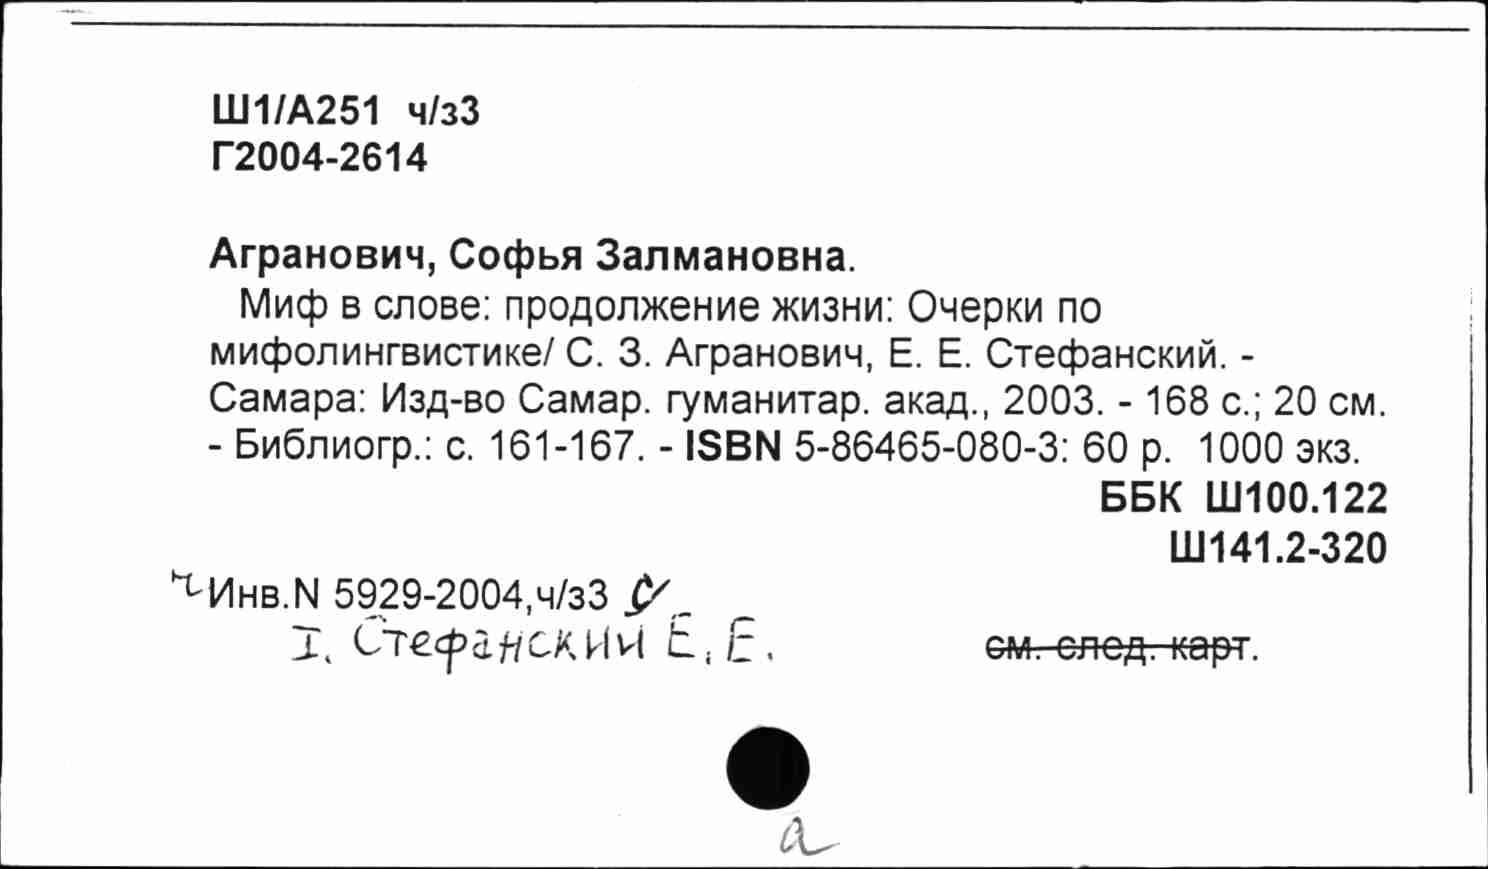 Ш1/А251 ч/з3
Г2004-2614
Агранович, Софья Залмановна.
Миф в слове: продолжение жизни: Очерки по
мифолингвистике/ С. З. Агранович, Е. Е. Стефанский. -
Самара: Изд-во Самар. гуманитар. акад., 2003. - 168 с.; 20 см.
- Библиогр.: с. 161-167. - ISBN 5-86465-080-3: 60 р. 1000 экз.
ББК Ш100.122
Ш141.2-320
Инв.N 5929-2004,ч/з3
I. Стефанский Е. Е.
см. след. карт.
а